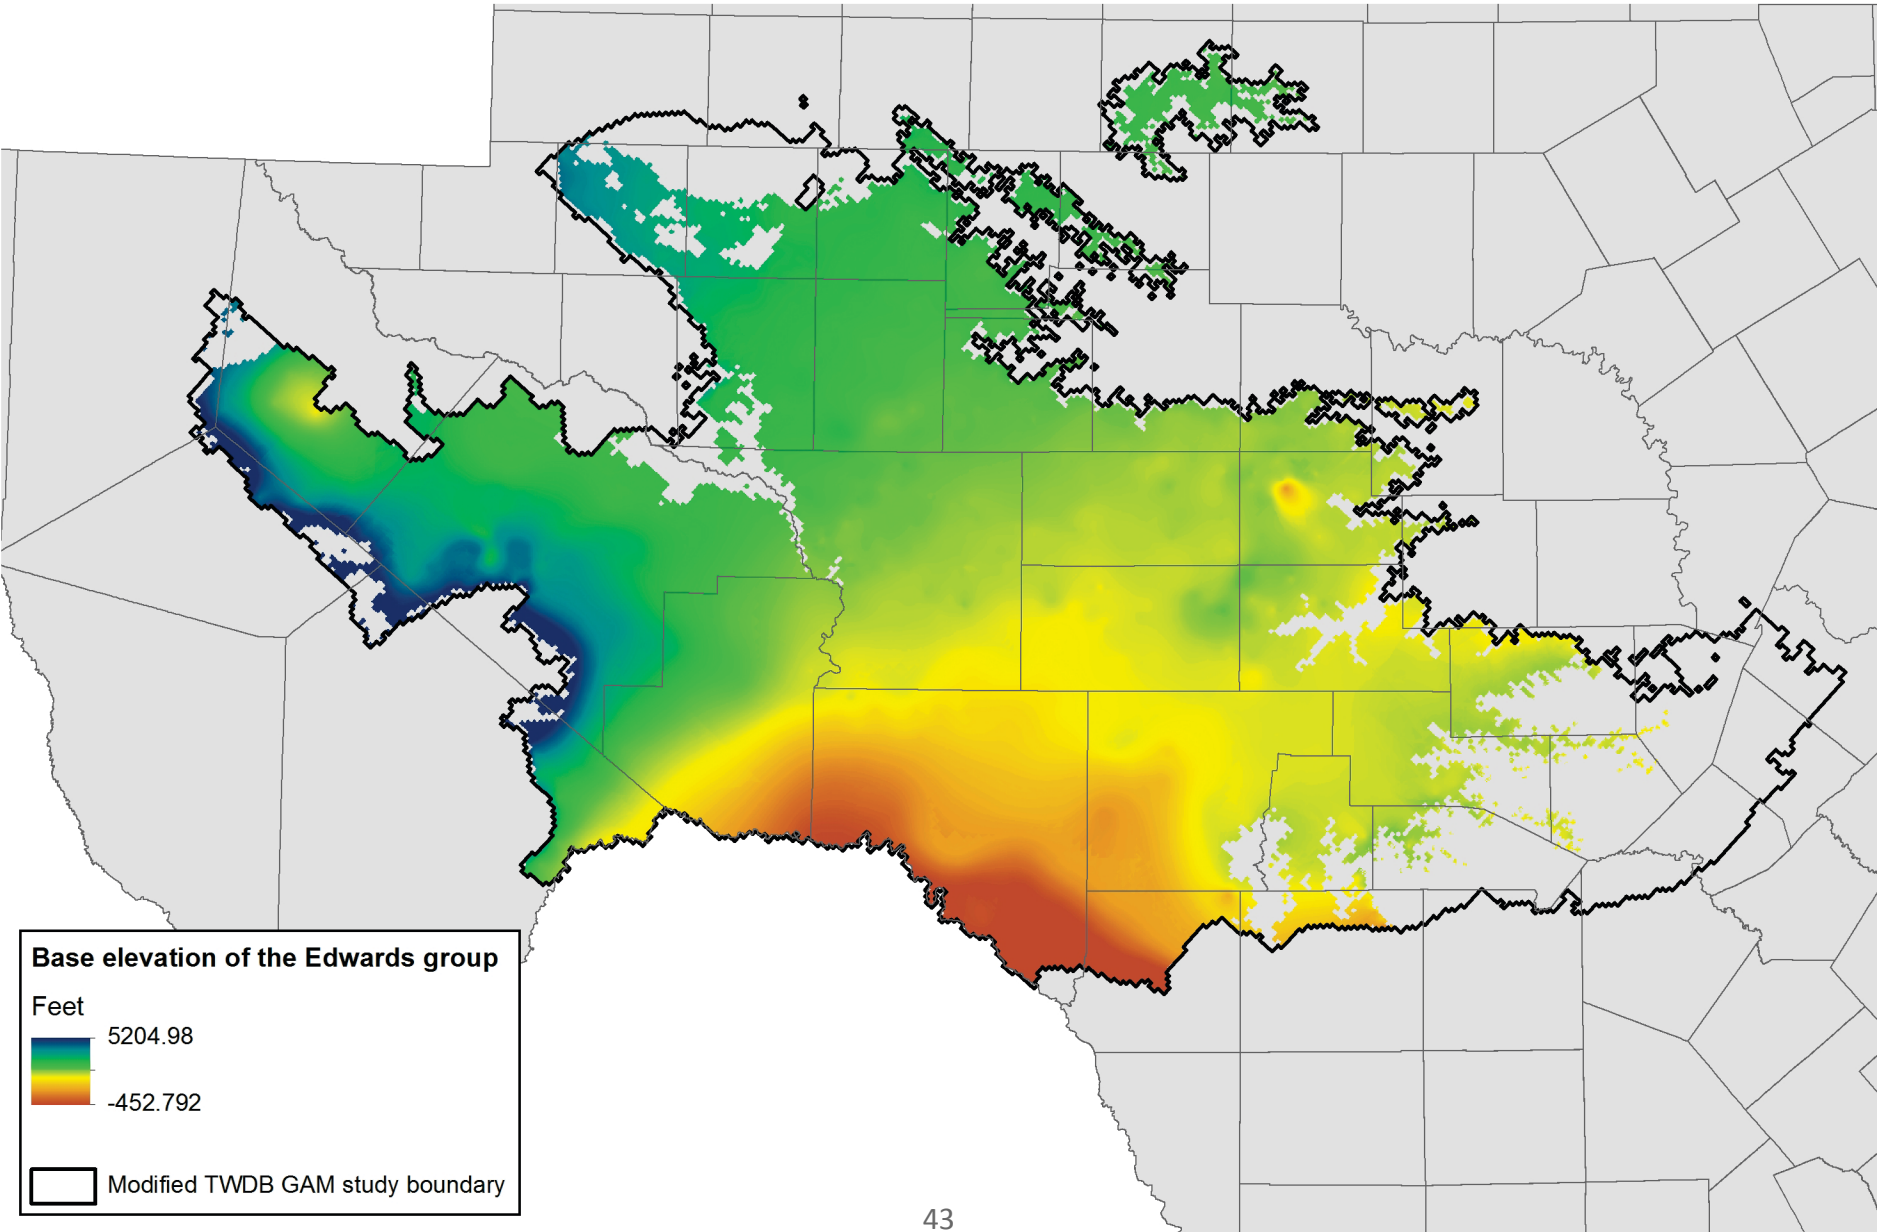 Base elevation of the Edwards group
Feet
5204.98
-452.792
Modified TWDB GAM study boundary
43